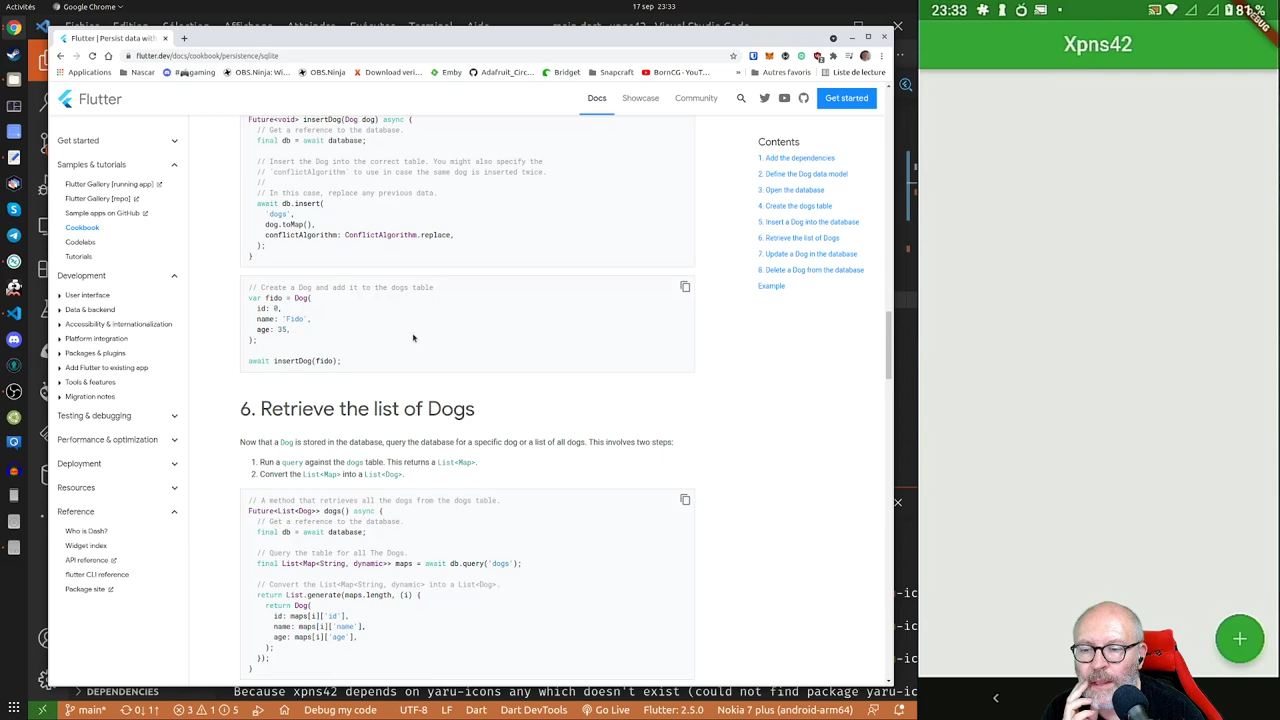 Activités
Google Chrome
Sélection Affichage Exécuter Terminal Aide
17 sep 23:33
23:33
81%
DEBUG
Flutter | Persist data with
flutter.dev/docs/cookbook/persistence/sqlite
Applications
Nascar
#⛵gaming
OBS.Ninja: Wi...
OBS.Ninja
Download veri...
Emby
Adafruit_Circ...
Bridget
Snapcraft
BornCG - YouT...
»
Autres favoris
Liste de lecture
Xpns42
Flutter
Docs
Showcase
Community
Get started
Get started
Samples & tutorials
Flutter Gallery [running app]
Flutter Gallery [repo]
Sample apps on GitHub
Cookbook
Codelabs
Tutorials
Development
User interface
Data & backend
Accessibility & internationalization
Platform integration
Packages & plugins
Add Flutter to existing app
Tools & features
Migration notes
Testing & debugging
Performance & optimization
Deployment
Resources
Reference
Who is Dash?
Widget index
API reference
flutter CLI reference
Package site
Future<void> insertDog(Dog dog) async {
// Get a reference to the database.
final db = await database;
// Insert the Dog into the correct table. You might also specify the
// `conflictAlgorithm` to use in case the same dog is inserted twice.
//
// In this case, replace any previous data.
await db.insert(
'dogs',
dog.toMap(),
conflictAlgorithm: ConflictAlgorithm.replace,
);
}
// Create a Dog and add it to the dogs table
var fido = Dog(
id: 0,
name: 'Fido',
age: 35,
);
await insertDog(fido);
6. Retrieve the list of Dogs
Now that a Dog is stored in the database, query the database for a specific dog or a list of all dogs. This involves two steps:
1. Run a query against the dogs table. This returns a List<Map>.
2. Convert the List<Map> into a List<Dog>.
// A method that retrieves all the dogs from the dogs table.
Future<List<Dog>> dogs() async {
// Get a reference to the database.
final db = await database;
// Query the table for all The Dogs.
final List<Map<String, dynamic>> maps = await db.query('dogs');
// Convert the List<Map<String, dynamic> into a List<Dog>.
return List.generate(maps.length, (i) {
return Dog(
id: maps[i]['id'],
name: maps[i]['name'],
age: maps[i]['age'],
);
});
}
Contents
1. Add the dependencies
2. Define the Dog data model
3. Open the database
4. Create the dogs table
5. Insert a Dog into the database
6. Retrieve the list of Dogs
7. Update a Dog in the database
8. Delete a Dog from the database
Example
> DEPENDENCIES
Because xpns42 depends on yaru-icons any which doesn't exist (could not find package yaru-i
main*
0↓ 1↑
3
1
5
Debug my code
UTF-8
LF
Dart
Dart DevTools
Go Live
Flutter: 2.5.0
Nokia 7 plus (android-arm64)